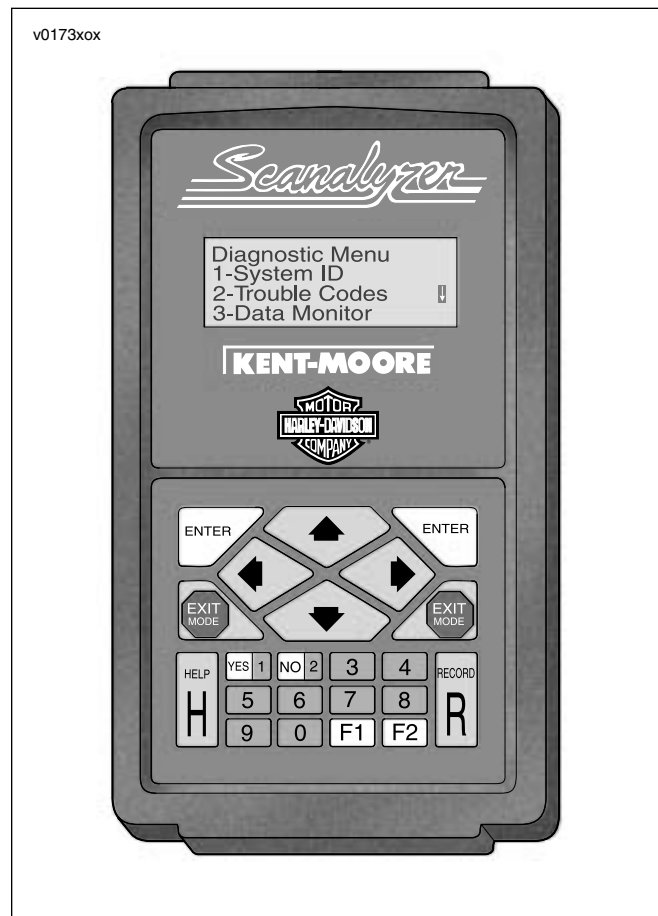 v0173xox
Scanalyzer
Diagnostic Menu
1-System ID
2-Trouble Codes
3-Data Monitor
KENT-MOORE
MOTOR
HARLEY-DAVIDSON
COMPANY
ENTER
ENTER
EXIT
MODE
EXIT
MODE
HELP
H
YES 1 NO 2 3 4
5 6 7 8
9 0 F1 F2
RECORD
R